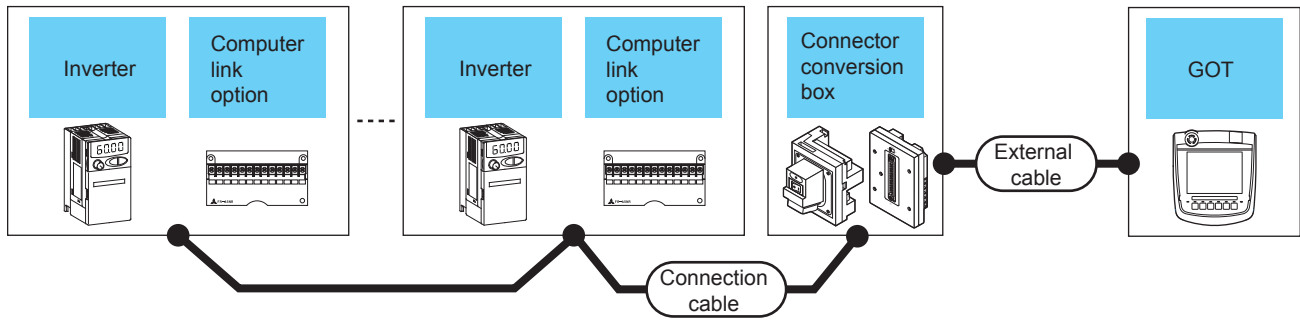 Inverter
Computer
link
option
Inverter
Computer
link
option
Connector
conversion
box
GOT
60.00
60.00
External
cable
Connection
cable